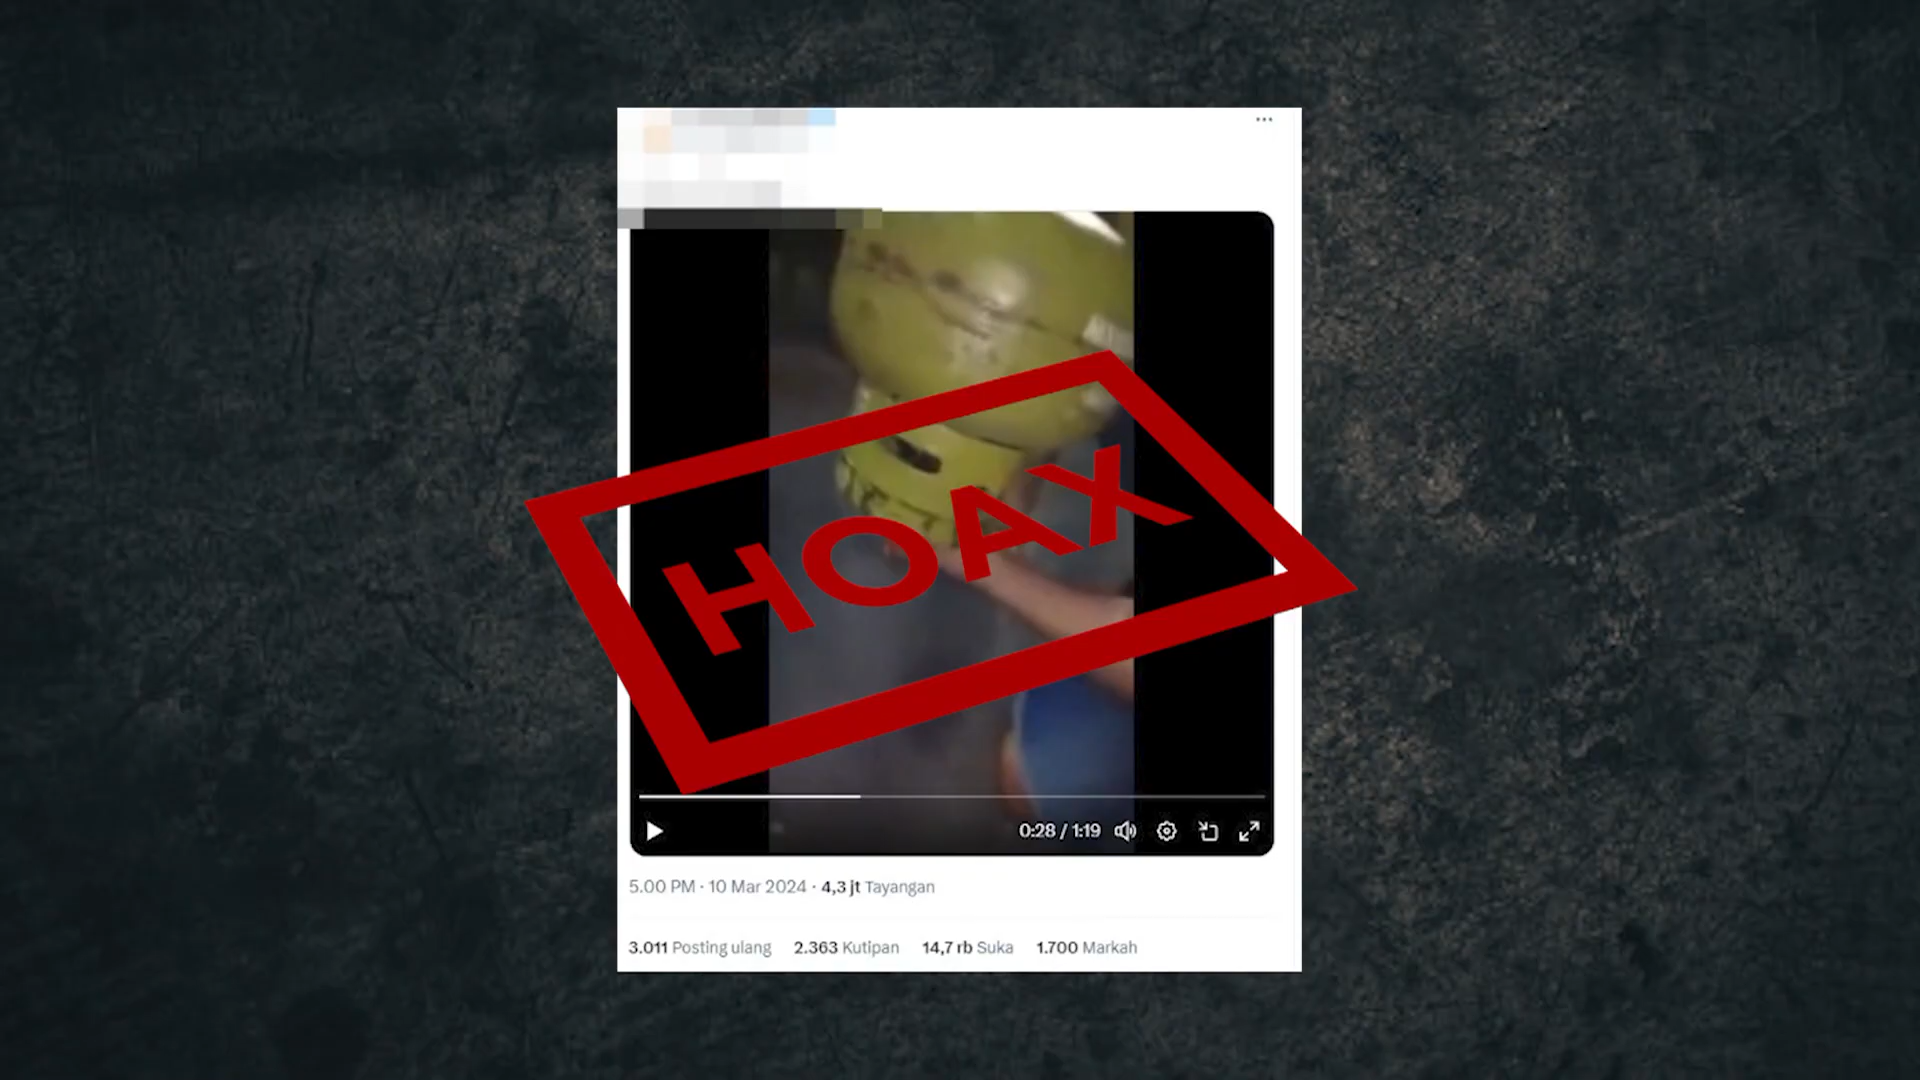 HOAX
0:28 / 1:19
5.00 PM · 10 Mar 2024 · 4,3 jt Tayangan
3.011 Posting ulang 2.363 Kutipan 14,7 rb Suka 1.700 Markah